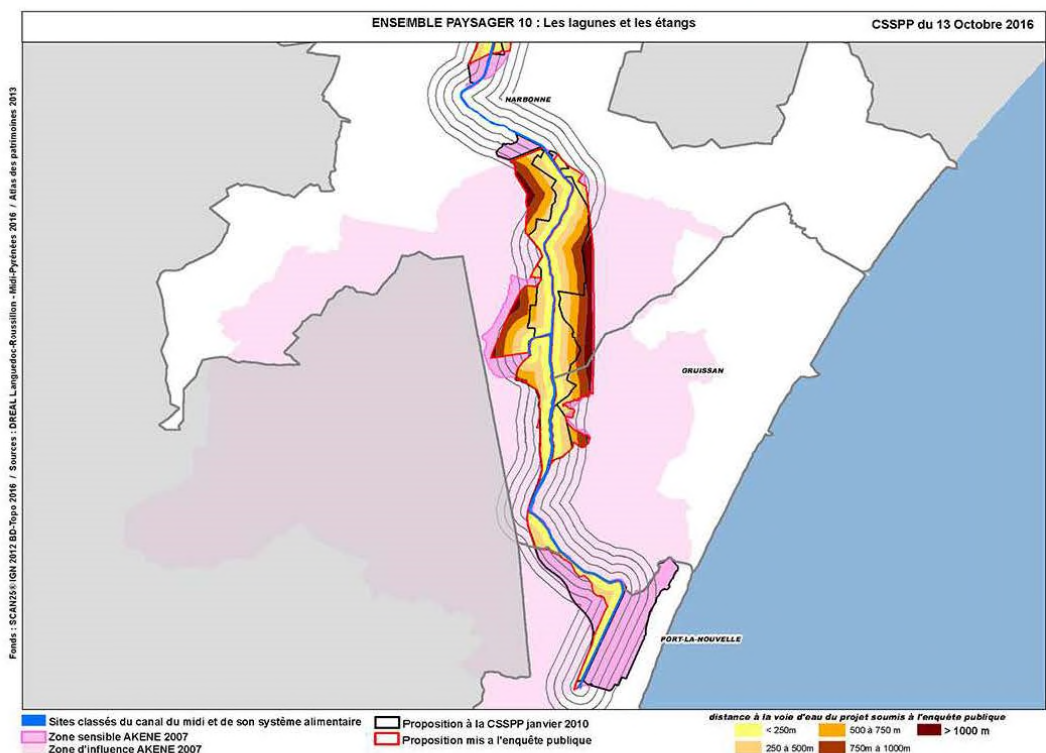 ENSEMBLE PAYSAGER 10 : Les lagunes et les étangs
CSSPP du 13 Octobre 2016
NARBONNE
GRUISSAN
PORT-LA-NOUVELLE
Fonds : SCAN25®IGN 2012 BD-Topo 2016 / Sources : DREAL Languedoc-Roussillon - Midi-Pyrénées 2016 / Atlas des patrimoines 2013
Sites classés du canal du midi et de son système alimentaire
Zone sensible AKENE 2007
Zone d'influence AKENE 2007
Proposition à la CSSPP janvier 2010
Proposition mis a l'enquête publique
distance à la voie d'eau du projet soumis à l'enquête publique
< 250m
500 à 750 m
> 1000 m
250 à 500m
750m à 1000m